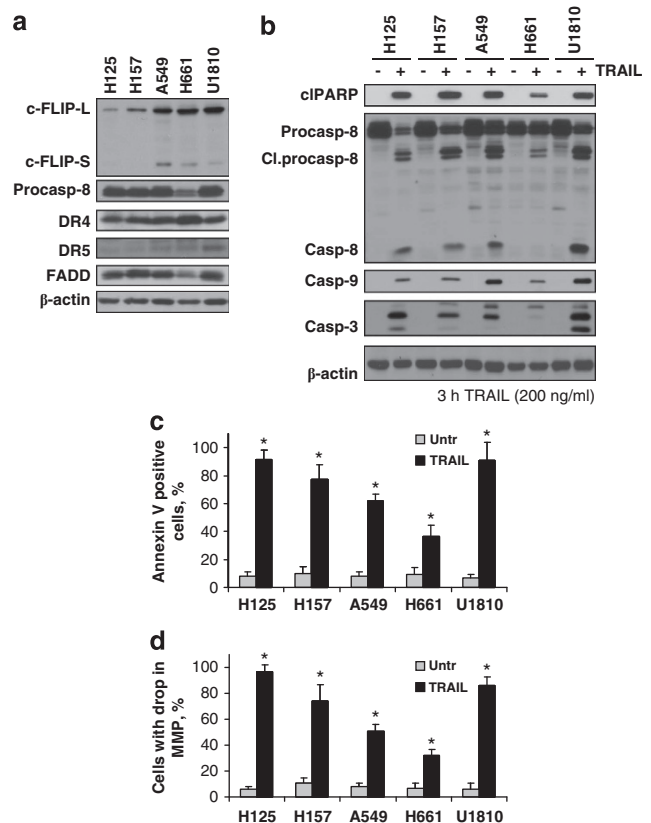 a
H125 H157 A549 H661 U1810
c-FLIP-L
c-FLIP-S
Procasp-8
DR4
DR5
FADD
β-actin
b
H125 H157 A549 H661 U1810
- + - + - + - + - + TRAIL
clPARP
Procasp-8
Cl.procasp-8
Casp-8
Casp-9
Casp-3
β-actin
3 h TRAIL (200 ng/ml)
c
Annexin V positive
cells, %
100
80
60
40
20
0
* * * * *
Untr
TRAIL
H125 H157 A549 H661 U1810
d
Cells with drop in
MMP, %
100
80
60
40
20
0
* * * * *
Untr
TRAIL
H125 H157 A549 H661 U1810